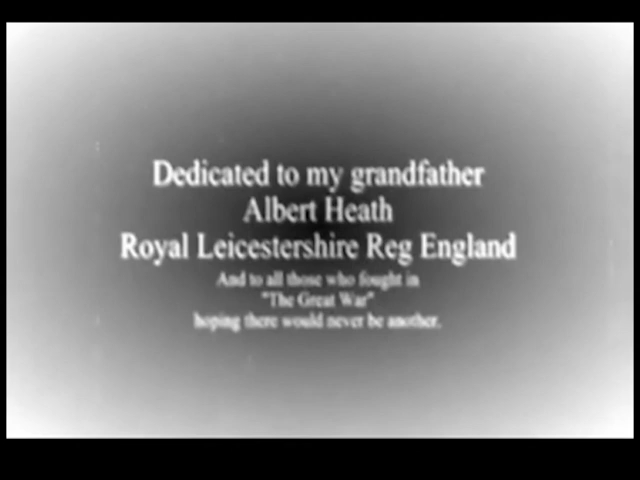 Dedicated to my grandfather
Albert Heath
Royal Leicestershire Reg England
And to all those who fought in
"The Great War"
hoping there would never be another.